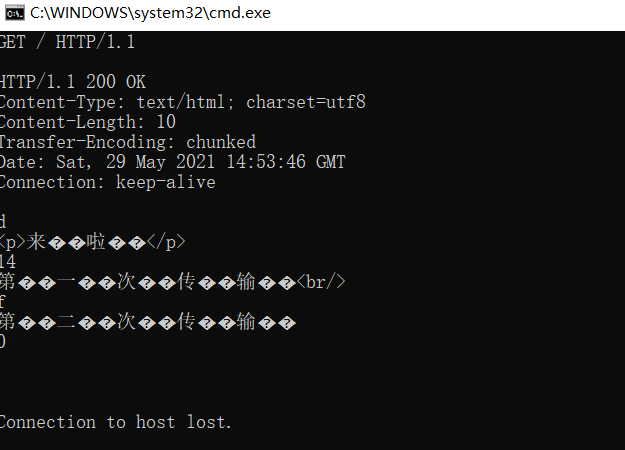 C:\WINDOWS\system32\cmd.exe
GET / HTTP/1.1
HTTP/1.1 200 OK
Content-Type: text/html; charset=utf8
Content-Length: 10
Transfer-Encoding: chunked
Date: Sat, 29 May 2021 14:53:46 GMT
Connection: keep-alive
d
<p>来��啦��</p>
14
第��一��次��传��输��<br/>
f
第��二��次��传��输��
0
Connection to host lost.